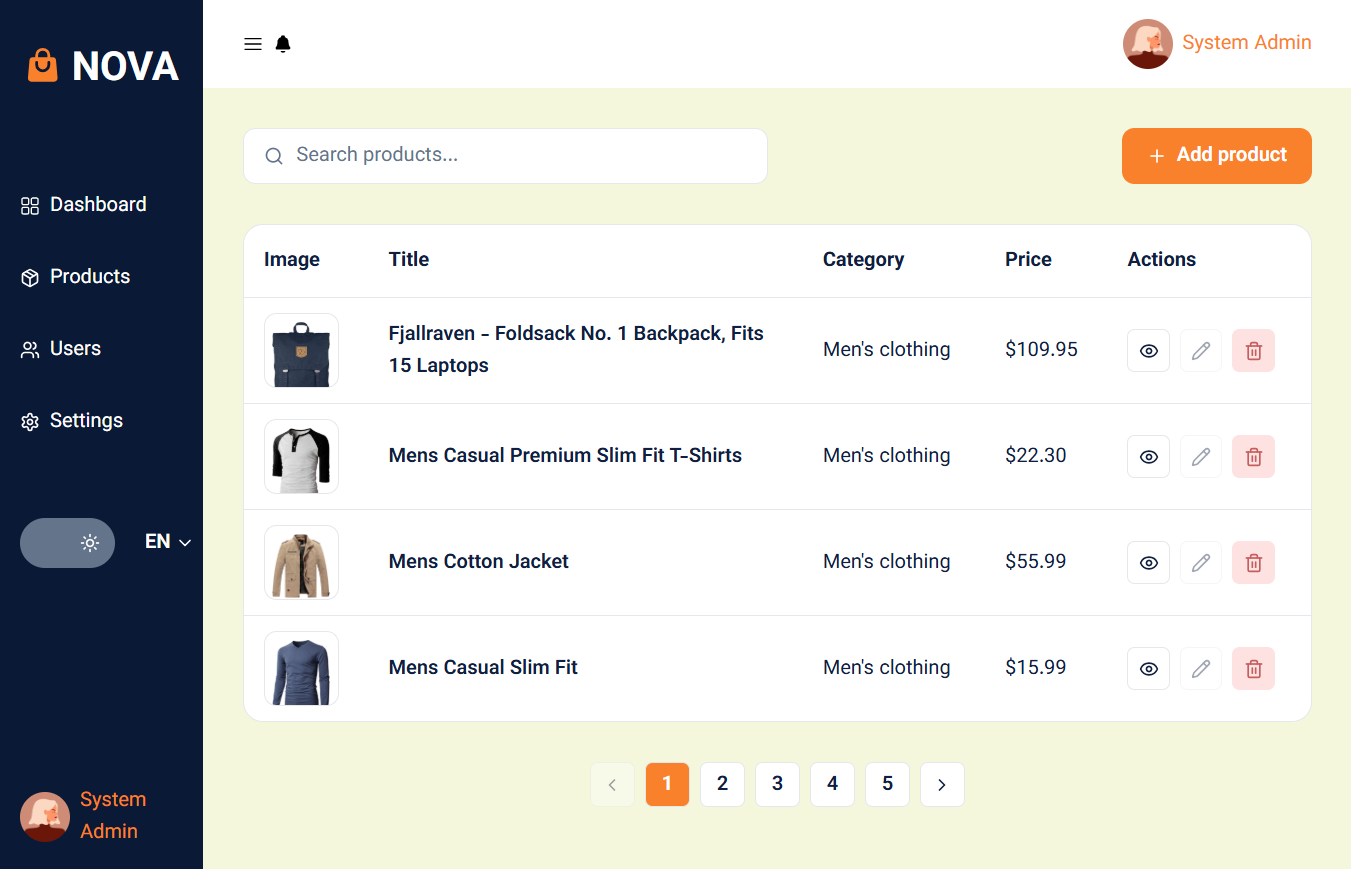 NOVA
System Admin
Dashboard
Products
Users
Settings
EN
System
Admin
Search products...
+ Add product
Image Title Category Price Actions
Fjallraven - Foldsack No. 1 Backpack, Fits
15 Laptops
Men's clothing
$109.95
Mens Casual Premium Slim Fit T-Shirts
Men's clothing
$22.30
Mens Cotton Jacket
Men's clothing
$55.99
Mens Casual Slim Fit
Men's clothing
$15.99
1 2 3 4 5